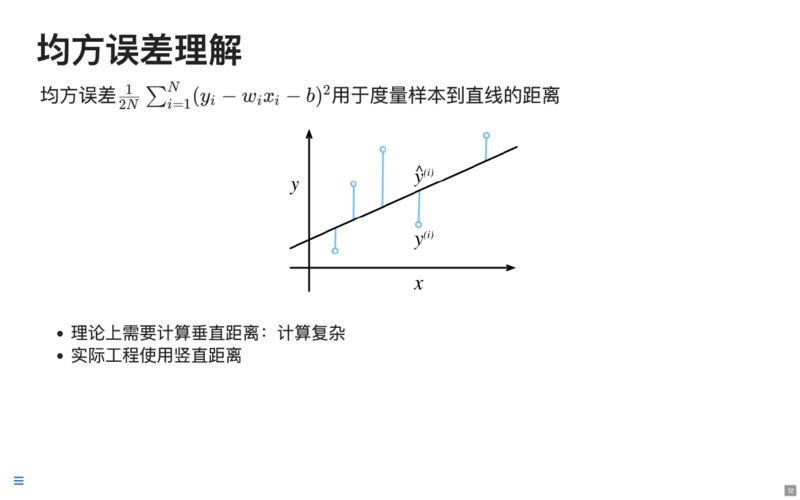 均方误差理解
均方误差$\frac{1}{2N}\sum_{i=1}^{N}(y_i - w_i x_i - b)^2$用于度量样本到直线的距离
ŷ⁽ⁱ⁾
y
y⁽ⁱ⁾
x
• 理论上需要计算垂直距离：计算复杂
• 实际工程使用竖直距离
12